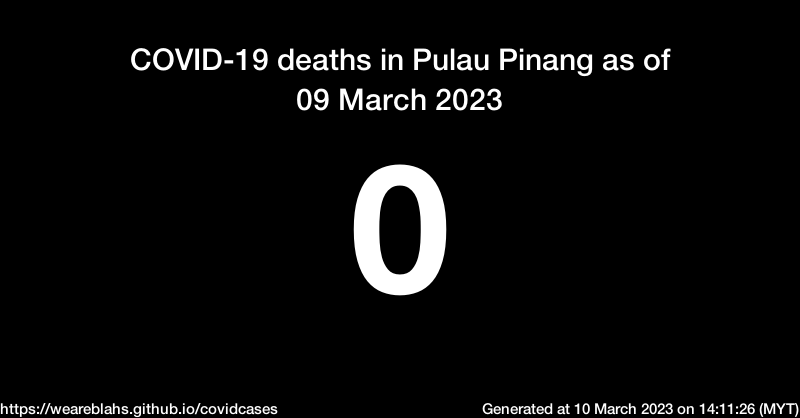 COVID-19 deaths in Pulau Pinang as of
09 March 2023
0
https://weareblahs.github.io/covidcases
Generated at 10 March 2023 on 14:11:26 (MYT)